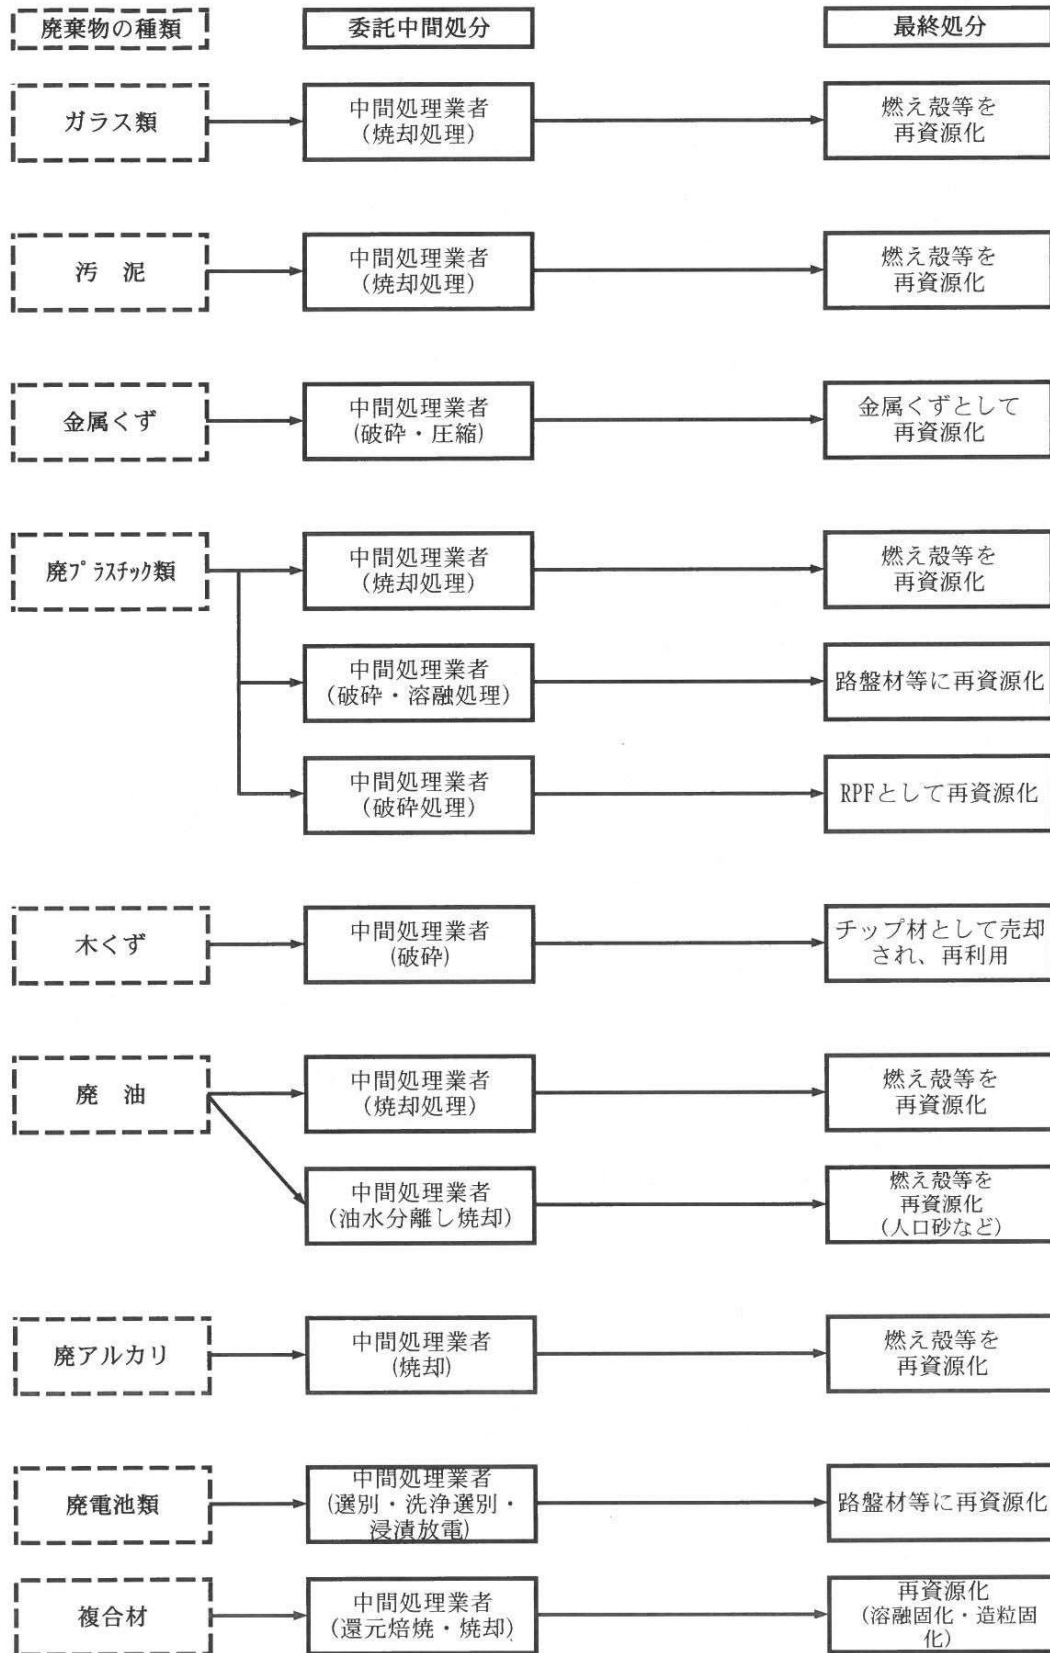 廃棄物の種類
委託中間処分
最終処分
ガラス類
中間処理業者
(焼却処理)
燃え殻等を
再資源化
汚　泥
中間処理業者
(焼却処理)
燃え殻等を
再資源化
金属くず
中間処理業者
(破砕・圧縮)
金属くずとして
再資源化
廃ﾌﾟﾗｽﾁｯｸ類
中間処理業者
(焼却処理)
燃え殻等を
再資源化
中間処理業者
(破砕・溶融処理)
路盤材等に再資源化
中間処理業者
(破砕処理)
RPFとして再資源化
木くず
中間処理業者
(破砕)
チップ材として売却
され、再利用
廃　油
中間処理業者
(焼却処理)
燃え殻等を
再資源化
中間処理業者
(油水分離し焼却)
燃え殻等を
再資源化
(人口砂など)
廃アルカリ
中間処理業者
(焼却)
燃え殻等を
再資源化
廃電池類
中間処理業者
(選別・洗浄選別・
浸漬放電)
路盤材等に再資源化
複合材
中間処理業者
(還元焙焼・焼却)
再資源化
(溶融固化・造粒固
化)